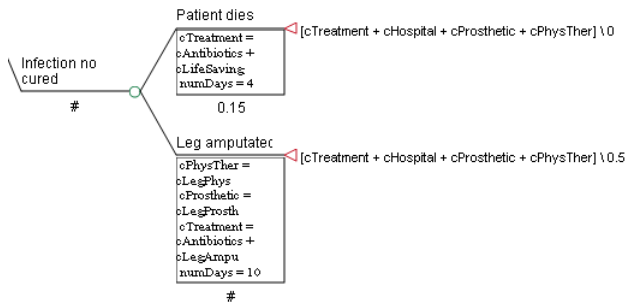 Patient dies
[cTreatment + cHospital + cProsthetic + cPhysTher] \ 0
cTreatment =
cAntibiotics +
cLifeSaving;
numDays = 4
Infection no
cured
#
0.15
Leg amputated
[cTreatment + cHospital + cProsthetic + cPhysTher] \ 0.5
cPhysTher =
cLegPhys
cProsthetic =
cLegProsth
cTreatment =
cAntibiotics +
cLegAmpu
numDays = 10
#